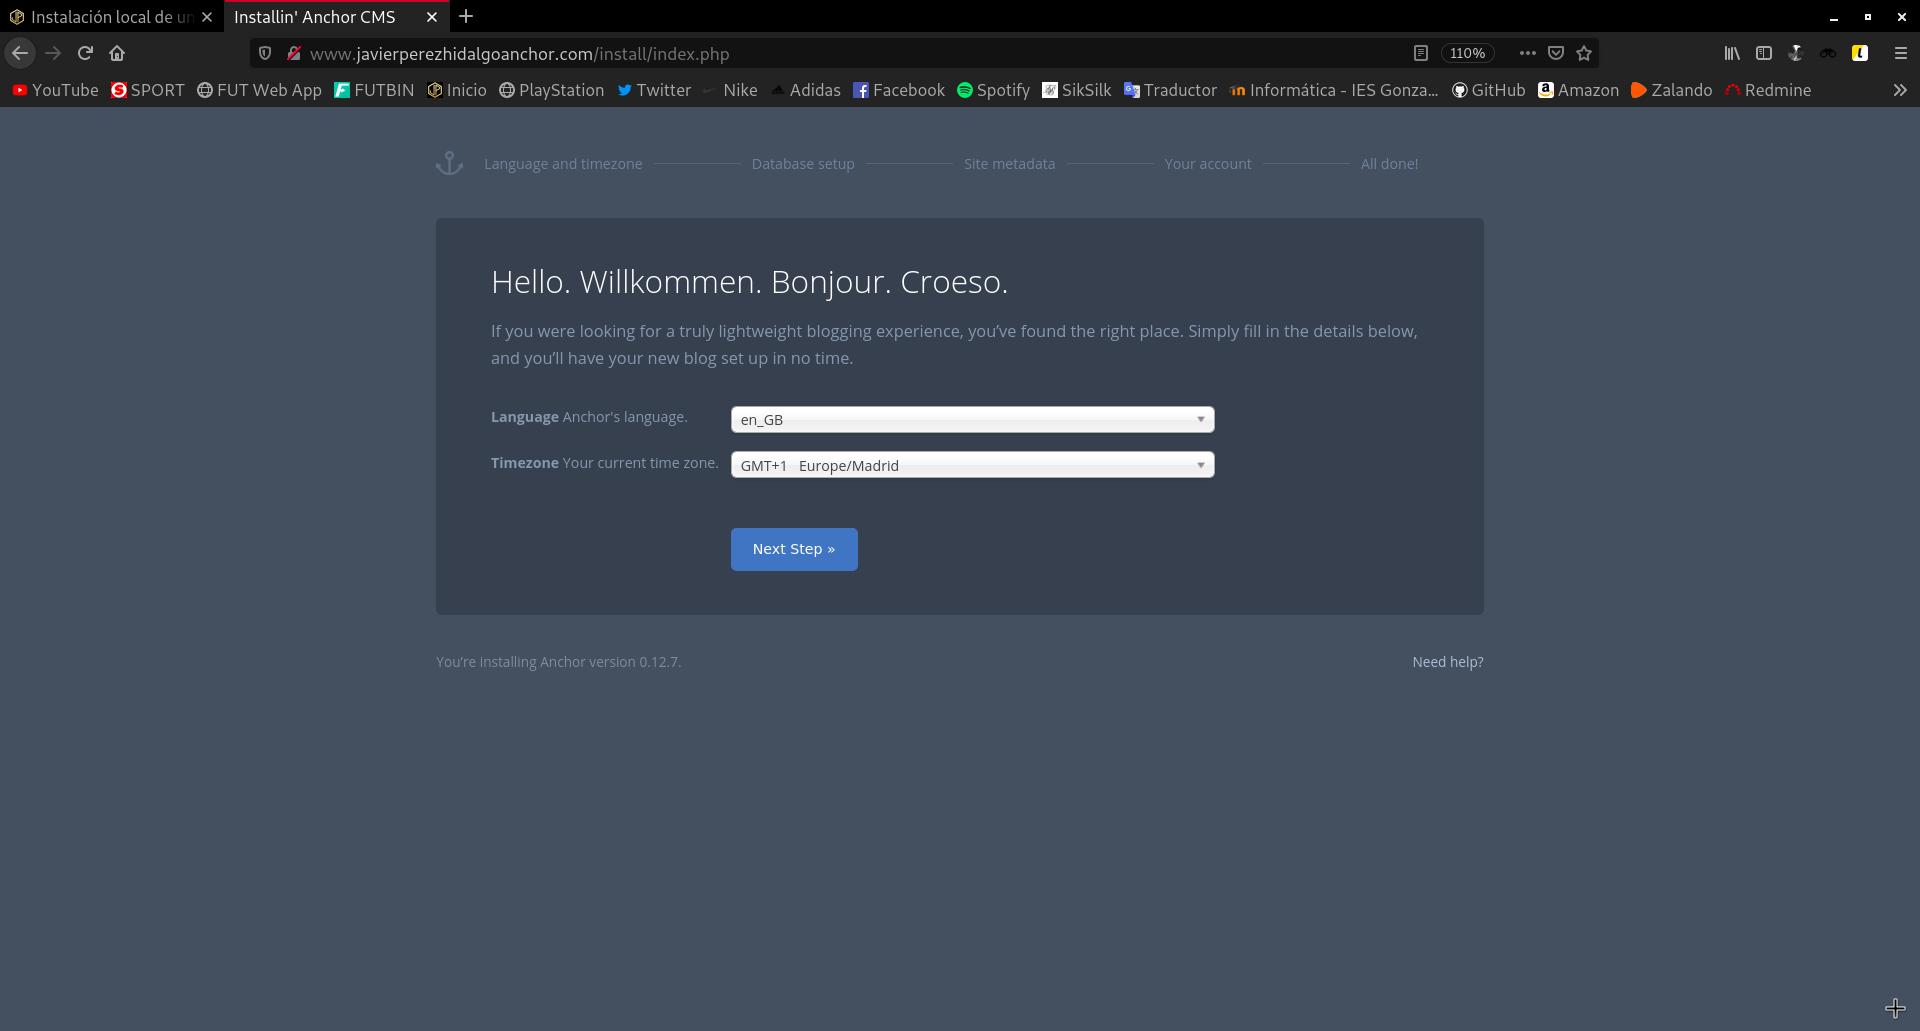 Instalación local de un
Installin' Anchor CMS
www.javierperezhidalgoanchor.com/install/index.php
110%
YouTube SPORT FUT Web App FUTBIN Inicio PlayStation Twitter Nike Adidas Facebook Spotify SikSilk Traductor Informática - IES Gonza... GitHub Amazon Zalando Redmine
Language and timezone Database setup Site metadata Your account All done!
Hello. Willkommen. Bonjour. Croeso.
If you were looking for a truly lightweight blogging experience, you’ve found the right place. Simply fill in the details below,
and you’ll have your new blog set up in no time.
Language Anchor's language. en_GB
Timezone Your current time zone. GMT+1 Europe/Madrid
Next Step »
You’re installing Anchor version 0.12.7. Need help?